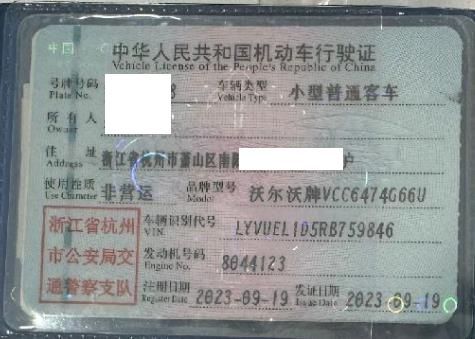 中国
中华人民共和国机动车行驶证
Vehicle License of the People's Republic of China
号牌号码 8 车辆类型 小型普通客车
Plate No. Vehicle Type
所有人
Owner
住址 浙江省杭州市萧山区南 户
Address
使用性质 非营运 品牌型号 沃尔沃牌VCC6474G66U
Use Character Model
浙江省杭州 车辆识别代号 LYVUEL1D5RB759846
VIN
市公安局交 发动机号码 8044123
Engine No.
通警察支队 注册日期 2023-09-19 发证日期 2023-09-19
Register Date Issue Date